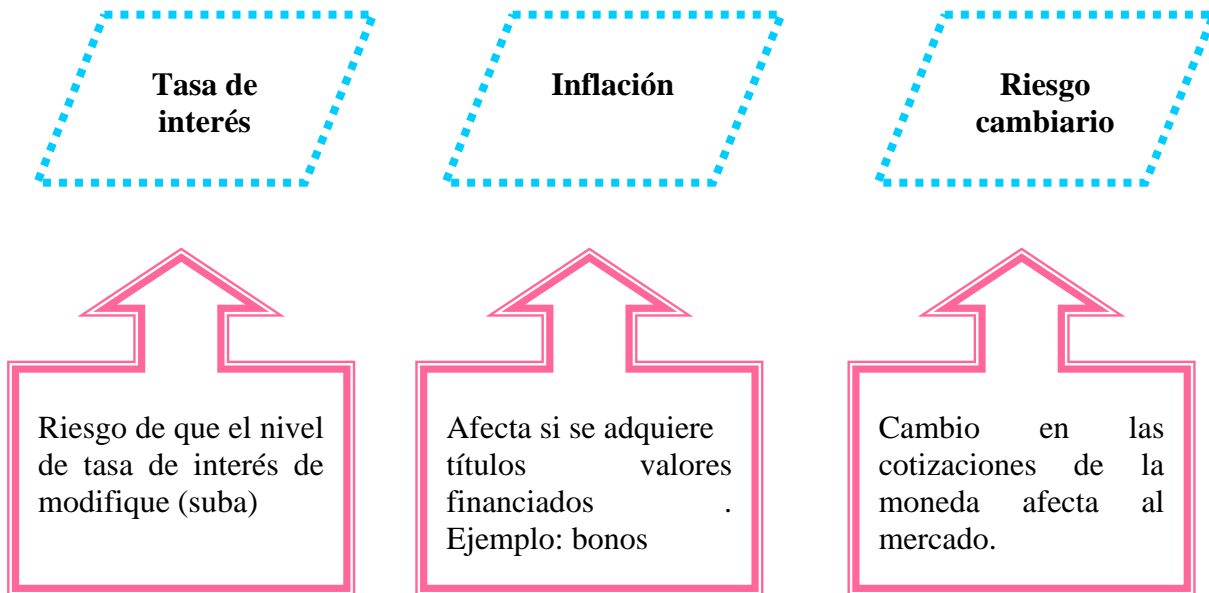 Tasa de
interés
Inflación
Riesgo
cambiario
Riesgo de que el nivel
de tasa de interés de
modifique (suba)
Afecta si se adquiere
títulos valores
financiados .
Ejemplo: bonos
Cambio en las
cotizaciones de la
moneda afecta al
mercado.